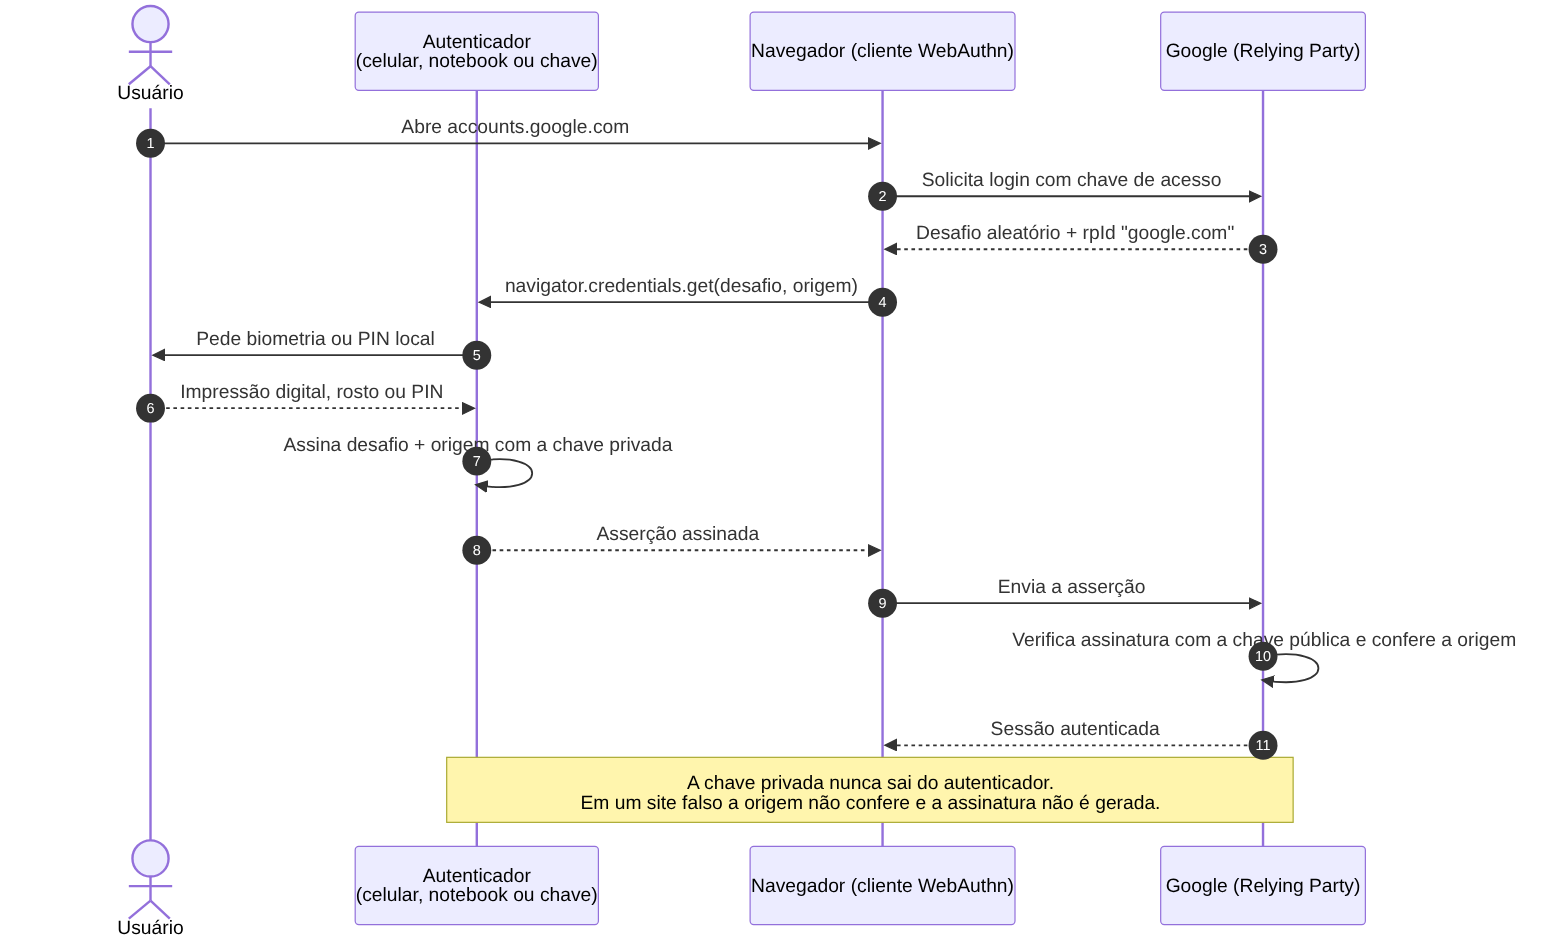 Usuário
Autenticador
(celular, notebook ou chave)
Navegador (cliente WebAuthn)
Google (Relying Party)
1
Abre accounts.google.com
2
Solicita login com chave de acesso
Desafio aleatório + rpId "google.com"
3
navigator.credentials.get(desafio, origem)
4
Pede biometria ou PIN local
5
6
Impressão digital, rosto ou PIN
Assina desafio + origem com a chave privada
7
8
Asserção assinada
9
Envia a asserção
Verifica assinatura com a chave pública e confere a origem
10
Sessão autenticada
11
A chave privada nunca sai do autenticador.
Em um site falso a origem não confere e a assinatura não é gerada.
Usuário
Autenticador
(celular, notebook ou chave)
Navegador (cliente WebAuthn)
Google (Relying Party)